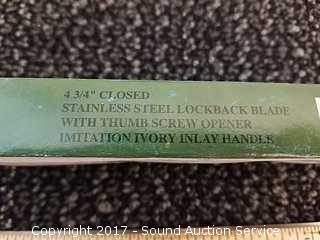 4 3/4" CLOSED
STAINLESS STEEL LOCKBACK BLADE
WITH THUMB SCREW OPENER
IMITATION IVORY INLAY HANDLE
Copyright 2017 - Sound Auction Service